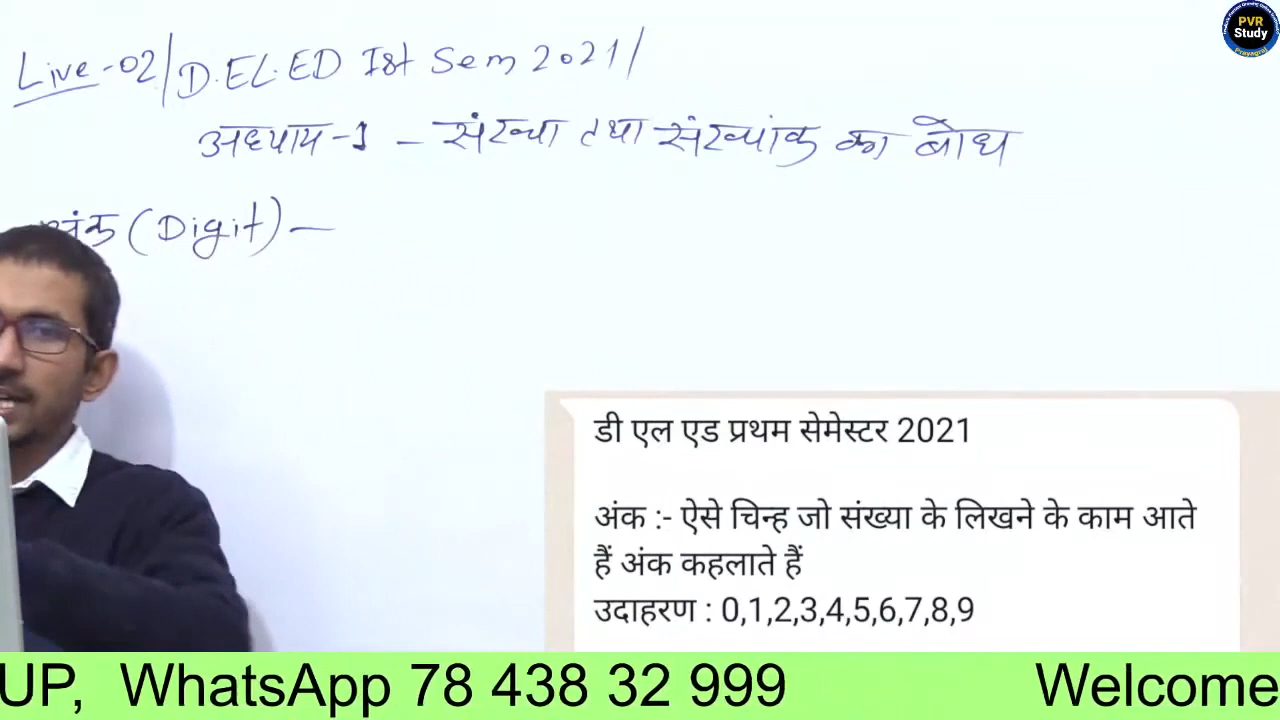 PVR
Study
Prayagraj
Live-02/D.EL.ED Ist Sem 2021/
अध्याय-1 - संख्या तथा संख्यांक का बोध
अंक (Digit) -
डी एल एड प्रथम सेमेस्टर 2021
अंक :- ऐसे चिन्ह जो संख्या के लिखने के काम आते
हैं अंक कहलाते हैं
उदाहरण : 0,1,2,3,4,5,6,7,8,9
UP, WhatsApp 78 438 32 999 Welcome